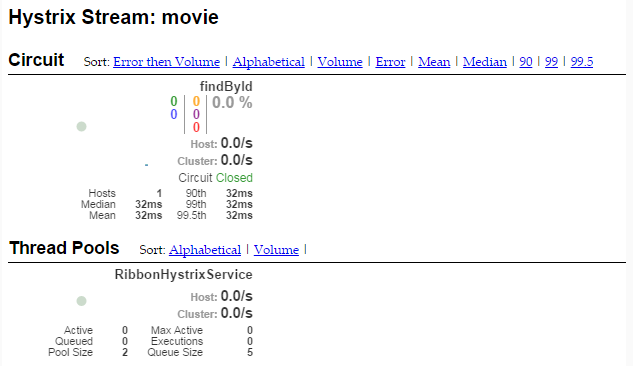 Hystrix Stream: movie
Circuit Sort: Error then Volume | Alphabetical | Volume | Error | Mean | Median | 90 | 99 | 99.5
findById
0 | 0 | 0.0 %
0 | 0
0
Host: 0.0/s
Cluster: 0.0/s
Circuit Closed
Hosts 1 90th 32ms
Median 32ms 99th 32ms
Mean 32ms 99.5th 32ms
Thread Pools Sort: Alphabetical | Volume |
RibbonHystrixService
Host: 0.0/s
Cluster: 0.0/s
Active 0 Max Active 0
Queued 0 Executions 0
Pool Size 2 Queue Size 5